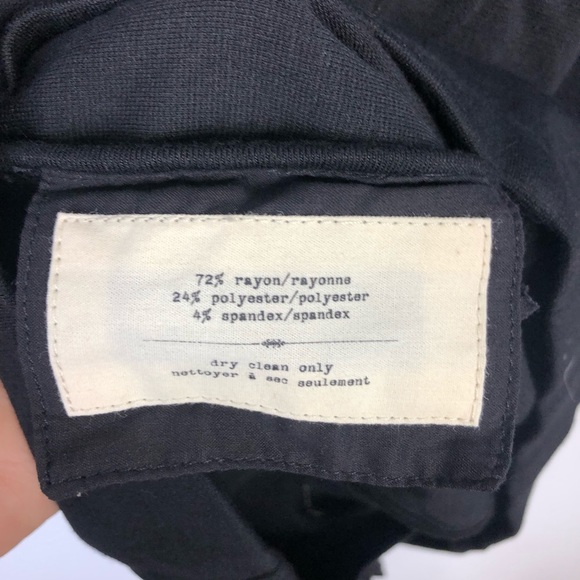 72% rayon/rayonne
24% polyester/polyester
4% spandex/spandex
dry clean only
nettoyer à sec seulement